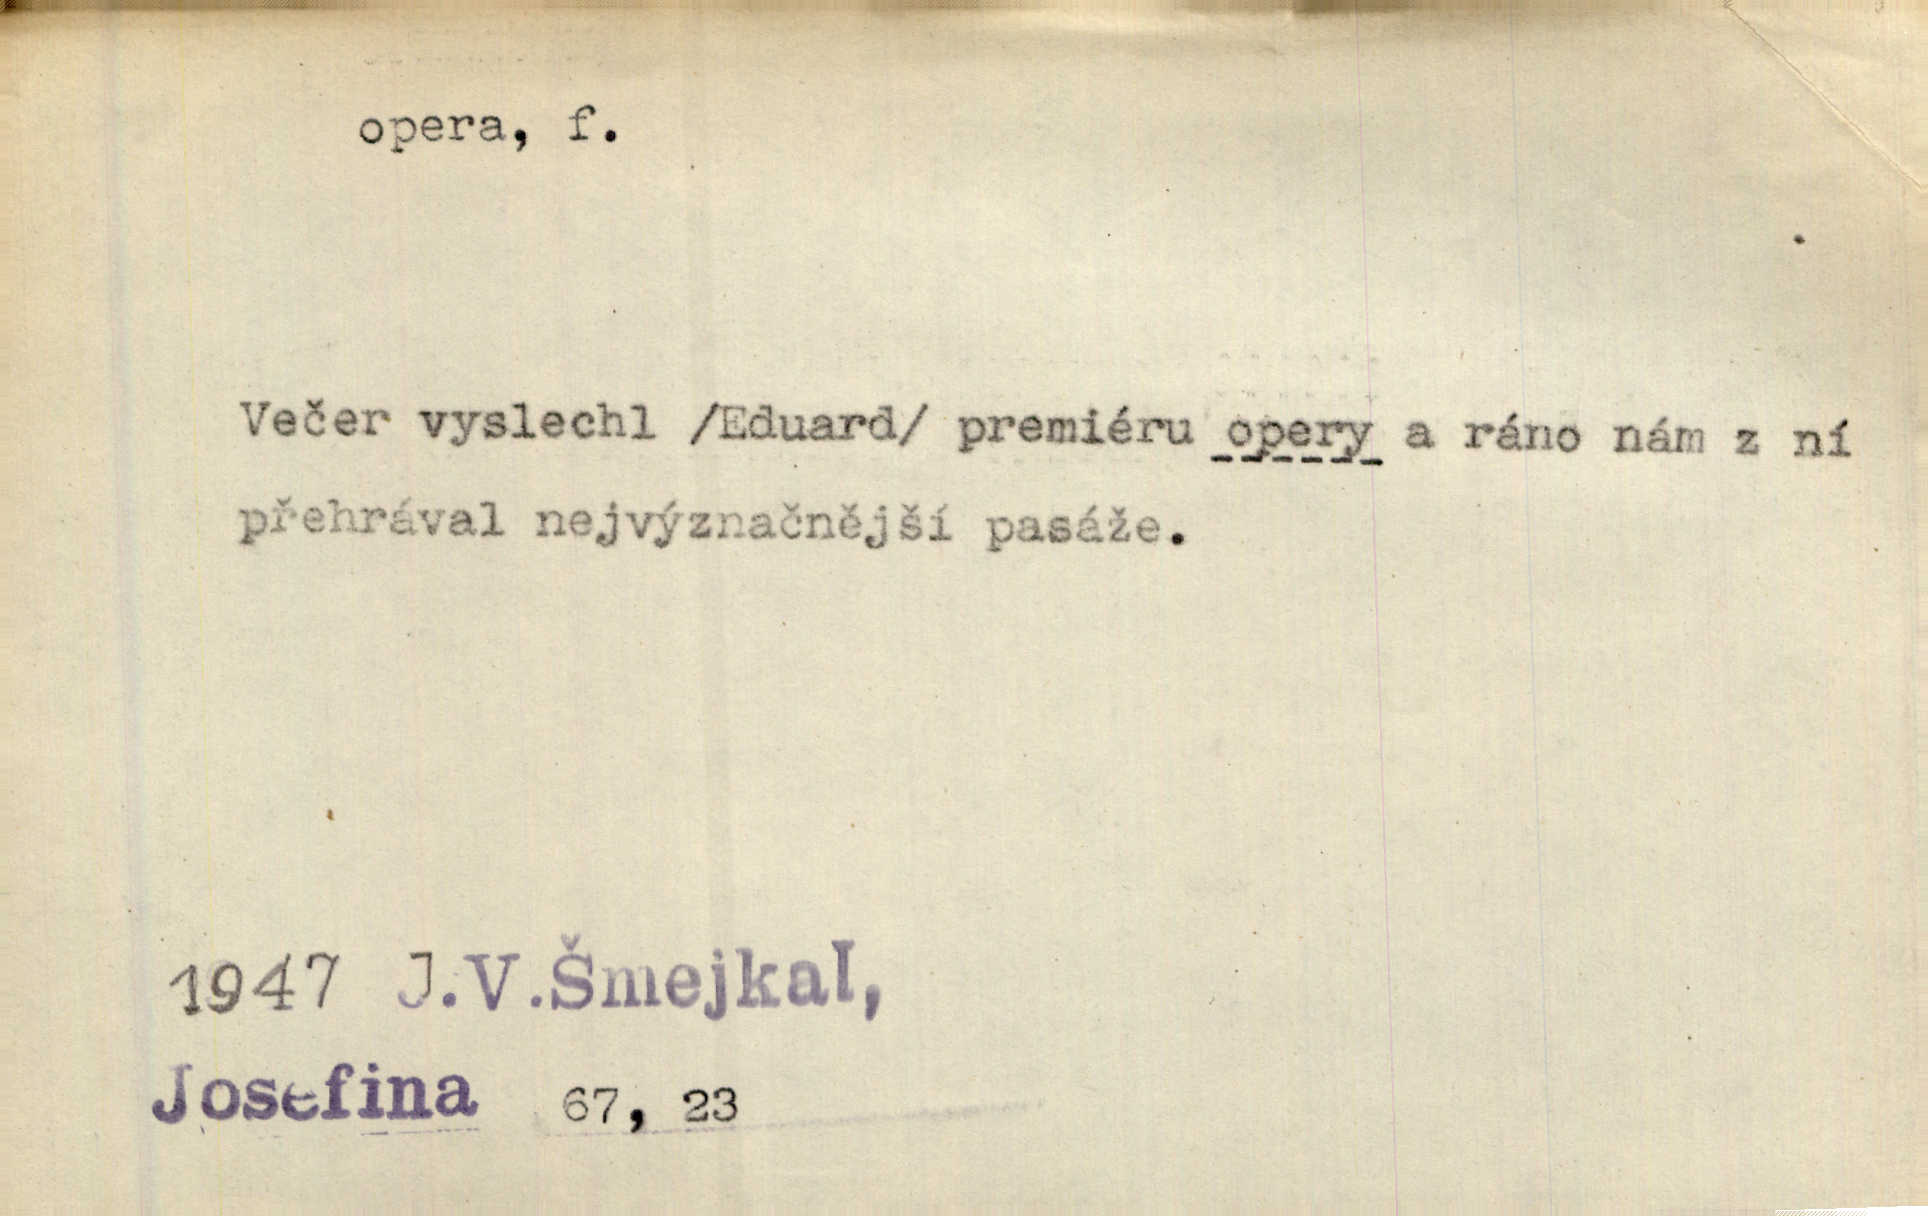 opera, f.
Večer vyslechl /Eduard/ premiéru opery a ráno nám z ní
přehrával nejvýznačnější pasáže.
1947 J.V.Šmejkal,
Josefina 67, 23